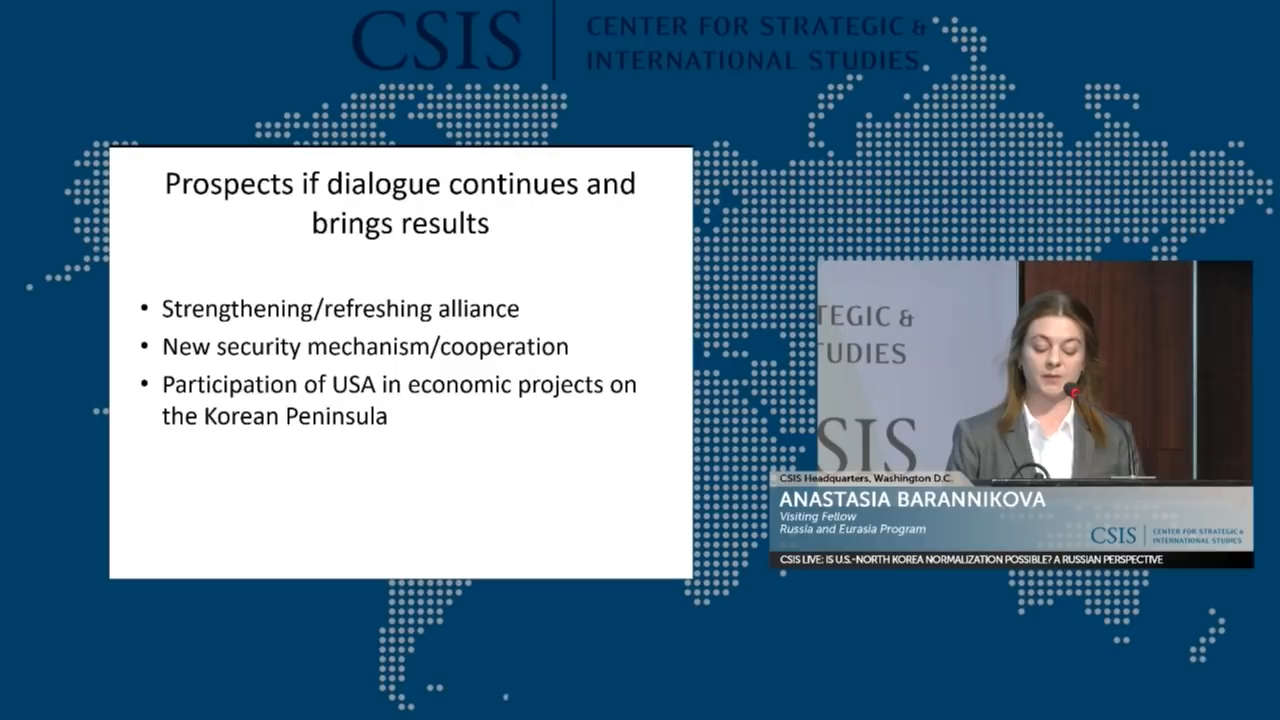 CSIS
CENTER FOR STRATEGIC &
INTERNATIONAL STUDIES
Prospects if dialogue continues and
brings results
• Strengthening/refreshing alliance
• New security mechanism/cooperation
• Participation of USA in economic projects on
the Korean Peninsula
TEGIC &
TUDIES
SIS
CSIS Headquarters, Washington D.C.
ANASTASIA BARANNIKOVA
Visiting Fellow
Russia and Eurasia Program
CSIS
CENTER FOR STRATEGIC &
INTERNATIONAL STUDIES
CSIS LIVE: IS U.S.-NORTH KOREA NORMALIZATION POSSIBLE? A RUSSIAN PERSPECTIVE